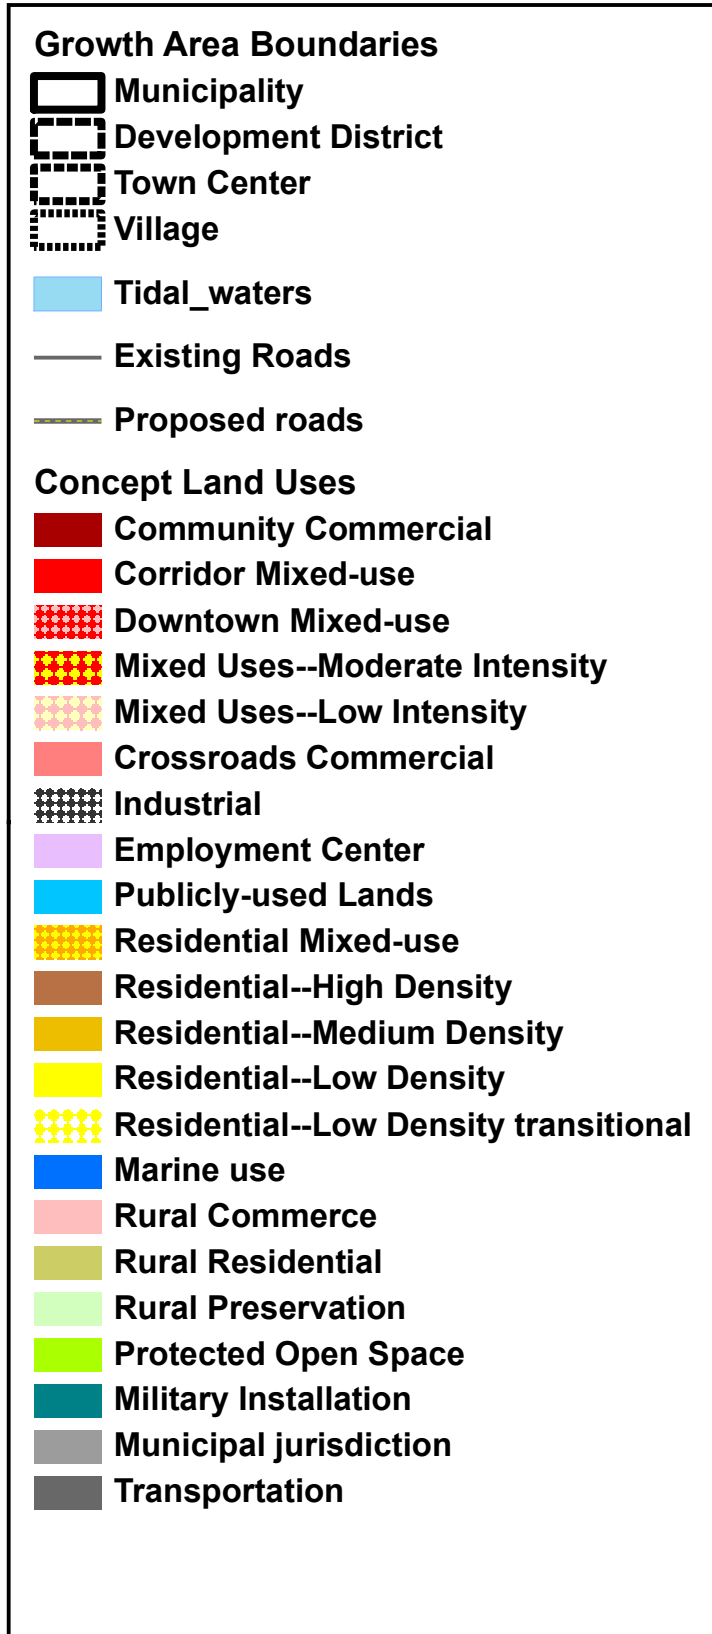 Growth Area Boundaries
Municipality
Development District
Town Center
Village
Tidal_waters
Existing Roads
Proposed roads
Concept Land Uses
Community Commercial
Corridor Mixed-use
Downtown Mixed-use
Mixed Uses--Moderate Intensity
Mixed Uses--Low Intensity
Crossroads Commercial
Industrial
Employment Center
Publicly-used Lands
Residential Mixed-use
Residential--High Density
Residential--Medium Density
Residential--Low Density
Residential--Low Density transitional
Marine use
Rural Commerce
Rural Residential
Rural Preservation
Protected Open Space
Military Installation
Municipal jurisdiction
Transportation